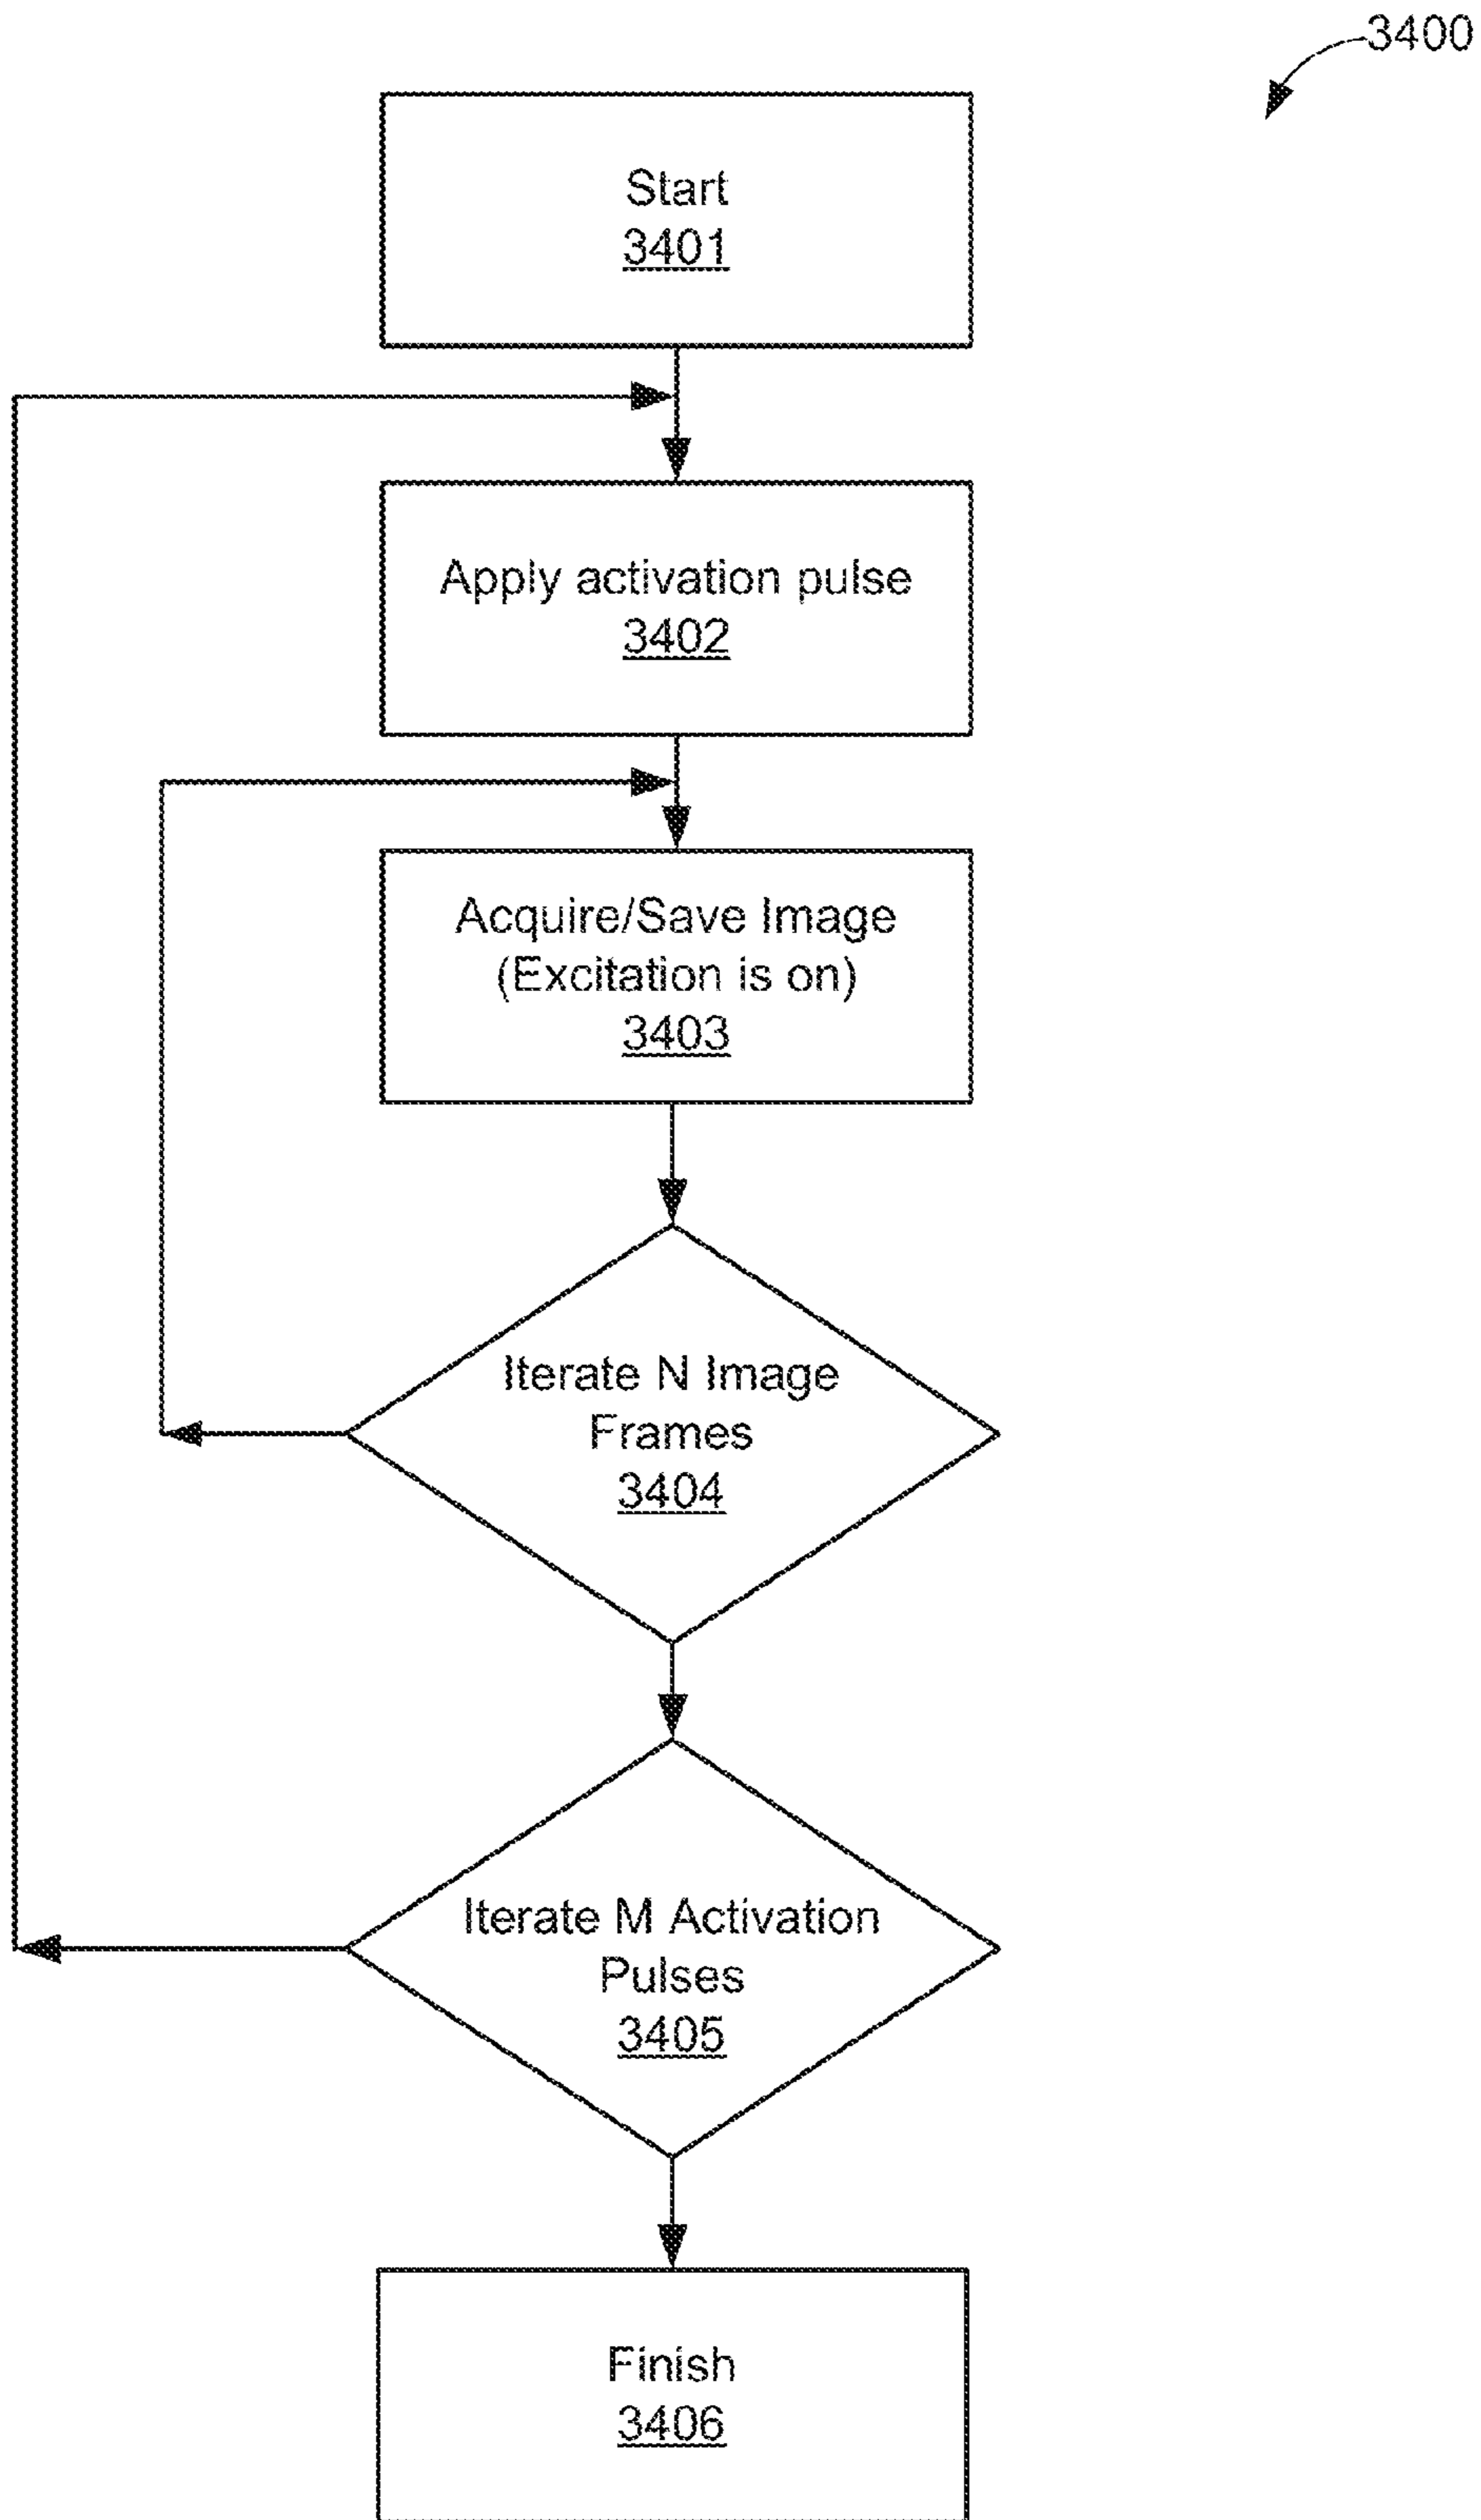 3400
Start
3401
Apply activation pulse
3402
Acquire/Save Image
(Excitation is on)
3403
Iterate N Image
Frames
3404
Iterate M Activation
Pulses
3405
Finish
3406